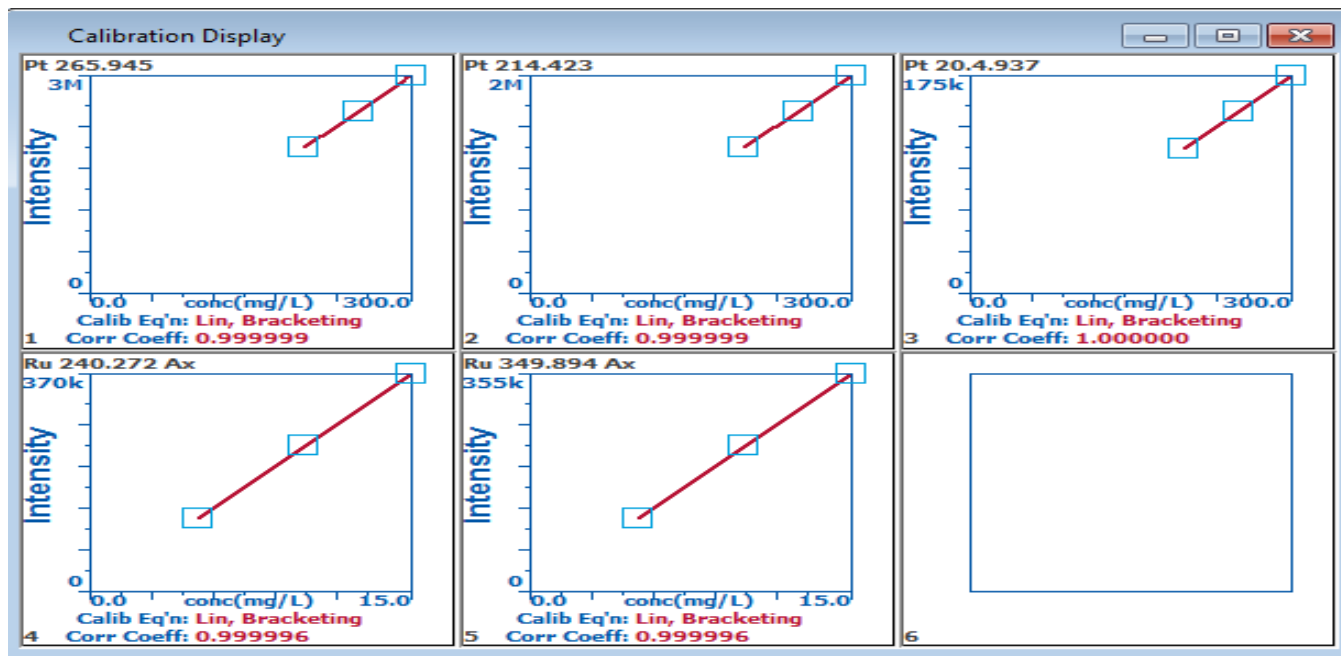 Calibration Display
Pt 265.945
3M
Intensity
0
0.0 conc(mg/L) 300.0
Calib Eq'n: Lin, Bracketing
1 Corr Coeff: 0.999999
Pt 214.423
2M
Intensity
0
0.0 conc(mg/L) 300.0
Calib Eq'n: Lin, Bracketing
2 Corr Coeff: 0.999999
Pt 20.4.937
175k
Intensity
0
0.0 conc(mg/L) 300.0
Calib Eq'n: Lin, Bracketing
3 Corr Coeff: 1.000000
Ru 240.272 Ax
370k
Intensity
0
0.0 conc(mg/L) 15.0
Calib Eq'n: Lin, Bracketing
4 Corr Coeff: 0.999996
Ru 349.894 Ax
355k
Intensity
0
0.0 conc(mg/L) 15.0
Calib Eq'n: Lin, Bracketing
5 Corr Coeff: 0.999996
6